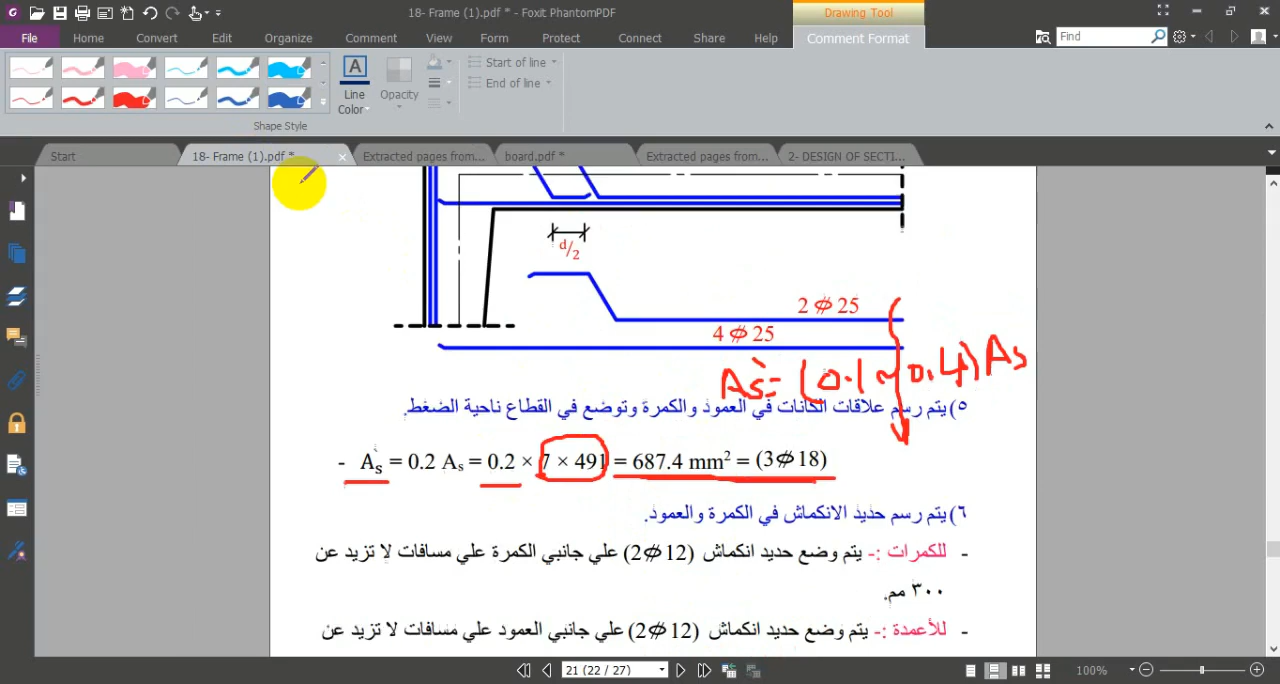 18- Frame (1).pdf * - Foxit PhantomPDF
Drawing Tool
File Home Convert Edit Organize Comment View Form Protect Connect Share Help Comment Format
Find
Line Color
Opacity
Start of line
End of line
Shape Style
Start
18- Frame (1).pdf *
Extracted pages from...
board.pdf *
Extracted pages from...
2- DESIGN OF SECTI...
d/2
2 ϕ 25
4 ϕ 25
As' = (0.1 ~ 0.4) As
٥) يتم رسم علاقات الكانات في العمود والكمرة وتوضع في القطاع ناحية الضغط.
- As' = 0.2 As = 0.2 × 7 × 491 = 687.4 mm² = (3ϕ18)
٦) يتم رسم حديد الانكماش في الكمرة والعمود.
- للكمرات :- يتم وضع حديد انكماش (2ϕ12) علي جانبي الكمرة علي مسافات لا تزيد عن
٣٠٠ مم.
- للأعمدة :- يتم وضع حديد انكماش (2ϕ12) علي جانبي العمود علي مسافات لا تزيد عن
21 (22 / 27)
100%